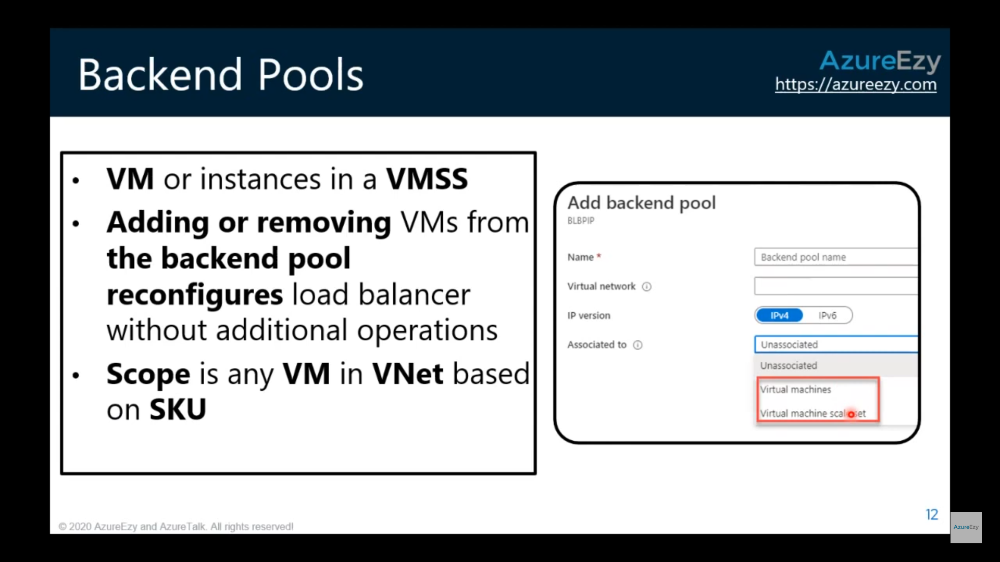 Backend Pools
AzureEzy
https://azureezy.com
• VM or instances in a VMSS
• Adding or removing VMs from
the backend pool
reconfigures load balancer
without additional operations
• Scope is any VM in VNet based
on SKU
Add backend pool
BLBPIP
Name *
Backend pool name
Virtual network
IP version
IPv4 IPv6
Associated to
Unassociated
Unassociated
Virtual machines
Virtual machine scale set
12
© 2020 AzureEzy and AzureTalk. All rights reserved!
AzureEzy